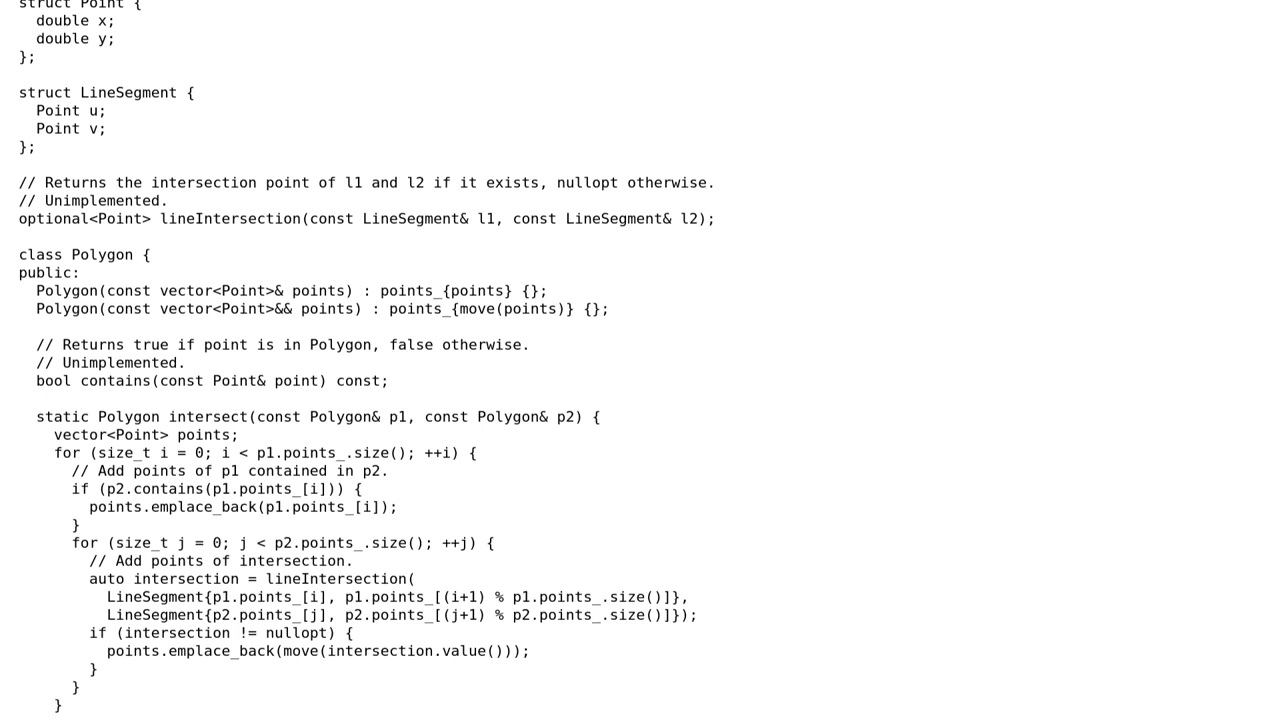 struct Point {
  double x;
  double y;
};

struct LineSegment {
  Point u;
  Point v;
};

// Returns the intersection point of l1 and l2 if it exists, nullopt otherwise.
// Unimplemented.
optional<Point> lineIntersection(const LineSegment& l1, const LineSegment& l2);

class Polygon {
public:
  Polygon(const vector<Point>& points) : points_{points} {};
  Polygon(const vector<Point>&& points) : points_{move(points)} {};

  // Returns true if point is in Polygon, false otherwise.
  // Unimplemented.
  bool contains(const Point& point) const;

  static Polygon intersect(const Polygon& p1, const Polygon& p2) {
    vector<Point> points;
    for (size_t i = 0; i < p1.points_.size(); ++i) {
      // Add points of p1 contained in p2.
      if (p2.contains(p1.points_[i])) {
        points.emplace_back(p1.points_[i]);
      }
      for (size_t j = 0; j < p2.points_.size(); ++j) {
        // Add points of intersection.
        auto intersection = lineIntersection(
          LineSegment{p1.points_[i], p1.points_[(i+1) % p1.points_.size()]},
          LineSegment{p2.points_[j], p2.points_[(j+1) % p2.points_.size()]});
        if (intersection != nullopt) {
          points.emplace_back(move(intersection.value()));
        }
      }
    }